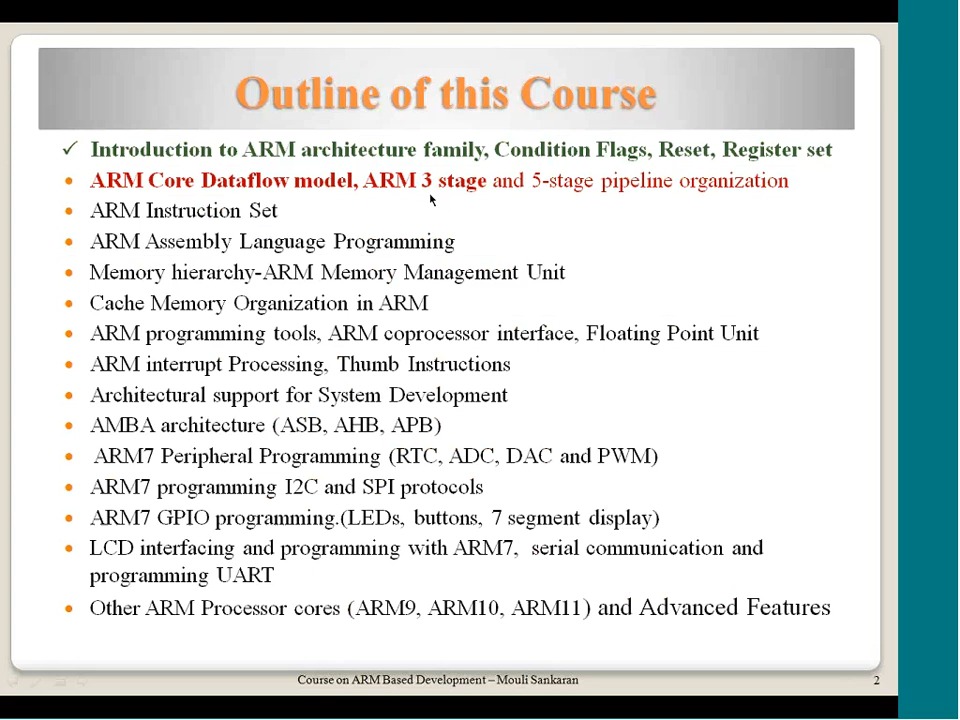 Outline of this Course
✓ Introduction to ARM architecture family, Condition Flags, Reset, Register set
• ARM Core Dataflow model, ARM 3 stage and 5-stage pipeline organization
• ARM Instruction Set
• ARM Assembly Language Programming
• Memory hierarchy-ARM Memory Management Unit
• Cache Memory Organization in ARM
• ARM programming tools, ARM coprocessor interface, Floating Point Unit
• ARM interrupt Processing, Thumb Instructions
• Architectural support for System Development
• AMBA architecture (ASB, AHB, APB)
• ARM7 Peripheral Programming (RTC, ADC, DAC and PWM)
• ARM7 programming I2C and SPI protocols
• ARM7 GPIO programming.(LEDs, buttons, 7 segment display)
• LCD interfacing and programming with ARM7, serial communication and
programming UART
• Other ARM Processor cores (ARM9, ARM10, ARM11) and Advanced Features
Course on ARM Based Development – Mouli Sankaran
2